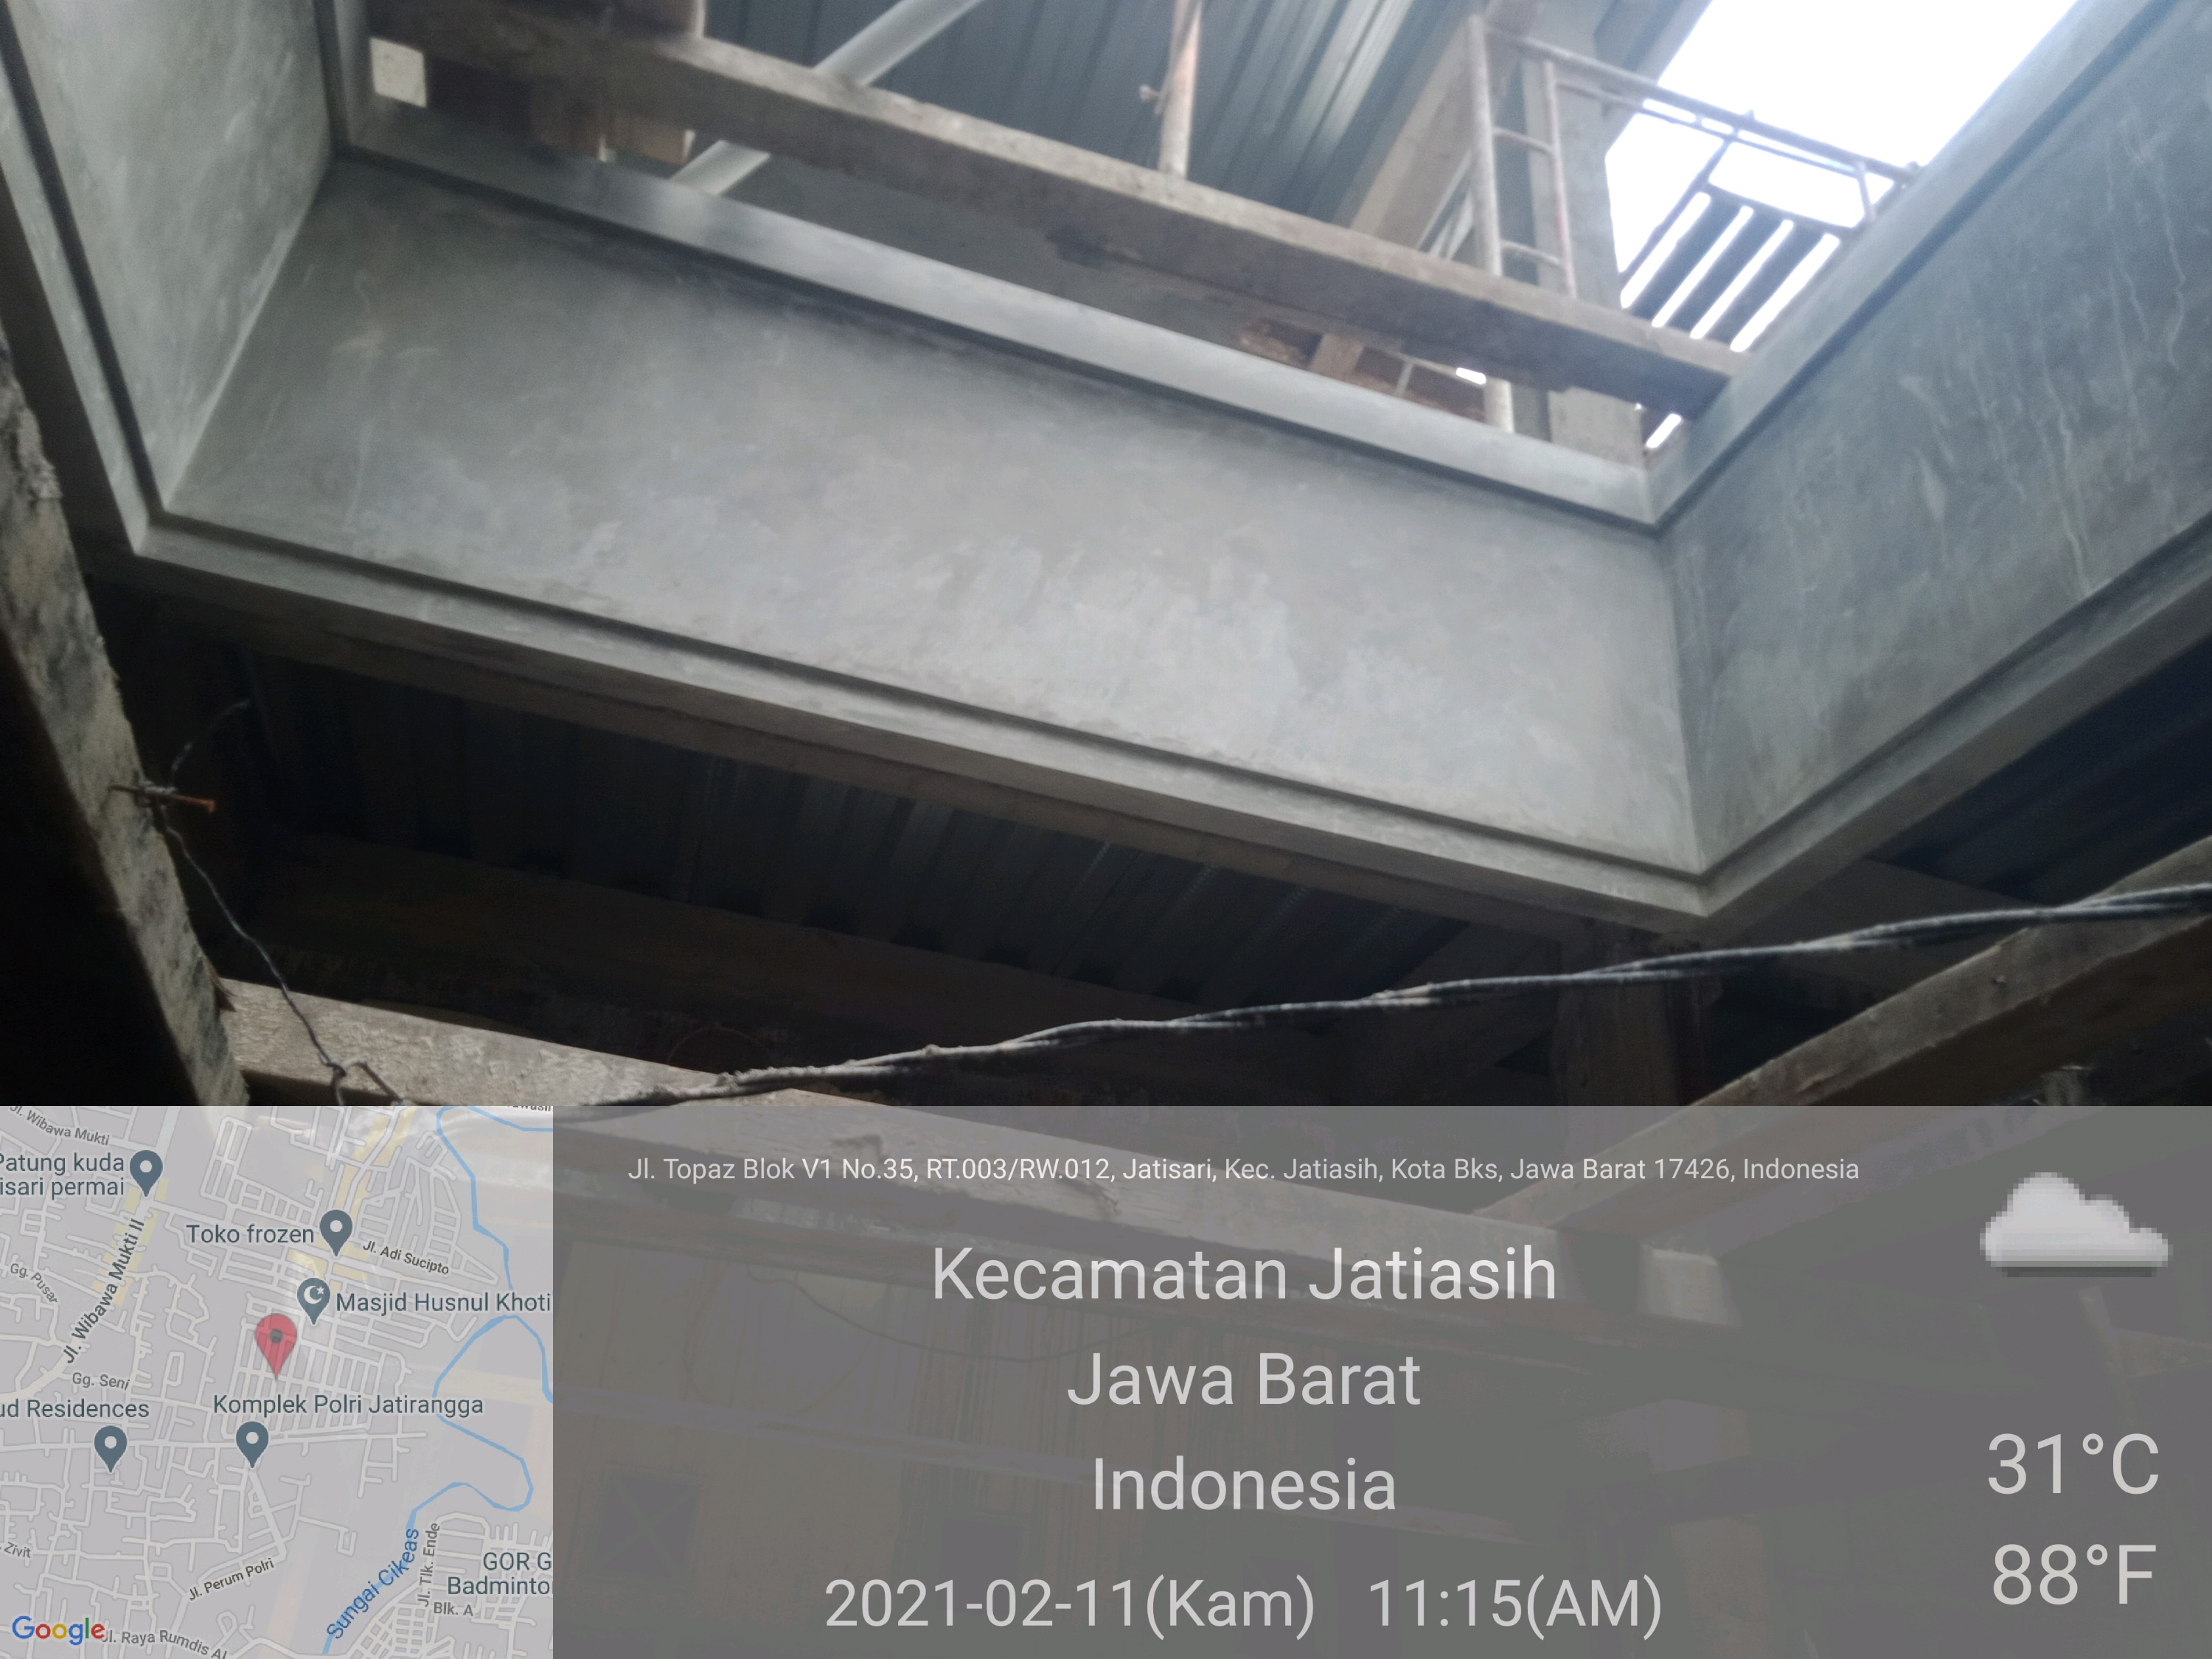 Jl. Topaz Blok V1 No.35, RT.003/RW.012, Jatisari, Kec. Jatiasih, Kota Bks, Jawa Barat 17426, Indonesia
Kecamatan Jatiasih
Jawa Barat
Indonesia
2021-02-11(Kam) 11:15(AM)
31°C
88°F
Jl. Wibawa Mukti
Patung kuda
isari permai
Toko frozen
Jl. Adi Sucipto
Gg. Pusar
Jl. Wibawa Mukti II
Masjid Husnul Khoti
Gg. Seni
ud Residences
Komplek Polri Jatirangga
Zivit
Jl. Perum Polri
Sungai Cikeas
Jl. Tlk. Ende
GOR G
Badminto
Blk. A
Google
Jl. Raya Rumdis Al